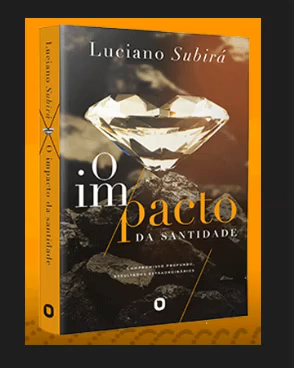 Luciano Subirá
O impacto da santidade
Luciano Subirá
o
im/pacto
DA SANTIDADE
COMPROMISSO PROFUNDO,
RESULTADOS EXTRAORDINÁRIOS